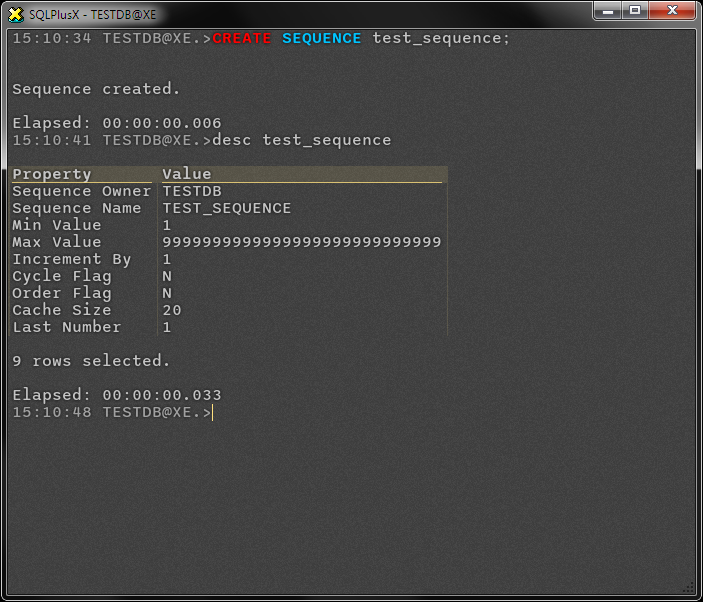 SQLPlusX - TESTDB@XE
15:10:34 TESTDB@XE.>CREATE SEQUENCE test_sequence;
Sequence created.
Elapsed: 00:00:00.006
15:10:41 TESTDB@XE.>desc test_sequence
Property Value
Sequence Owner TESTDB
Sequence Name TEST_SEQUENCE
Min Value 1
Max Value 9999999999999999999999999999
Increment By 1
Cycle Flag N
Order Flag N
Cache Size 20
Last Number 1
9 rows selected.
Elapsed: 00:00:00.033
15:10:48 TESTDB@XE.>